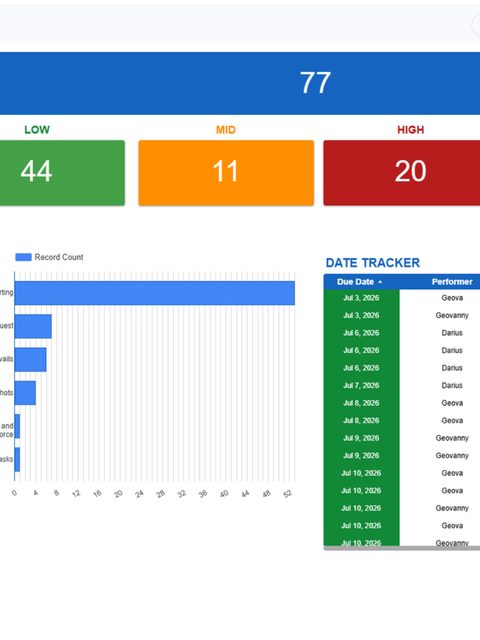 77
LOW
MID
HIGH
44
11
20
Record Count
rting
uest
vails
hots
and
orce
asks
0 4 8 12 16 20 24 28 32 36 40 44 48 52
DATE TRACKER
Due Date Performer
Jul 3, 2026 Geova
Jul 3, 2026 Geovanny
Jul 6, 2026 Darius
Jul 6, 2026 Darius
Jul 6, 2026 Darius
Jul 7, 2026 Darius
Jul 8, 2026 Geova
Jul 8, 2026 Geova
Jul 9, 2026 Geovanny
Jul 9, 2026 Geovanny
Jul 10, 2026 Geova
Jul 10, 2026 Geova
Jul 10, 2026 Geovanny
Jul 10, 2026 Geova
Jul 10, 2026 Geovanny